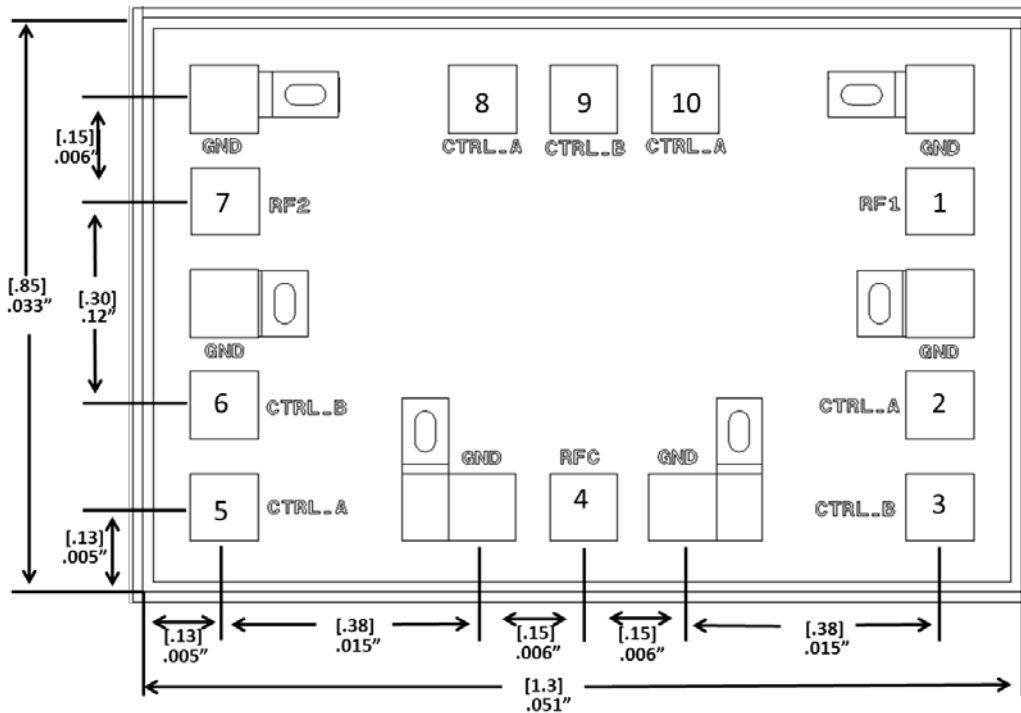 8 9 10
GND CTRL_A CTRL_B CTRL_A GND
[.15]
.006”
7 RF2 RF1 1
[.85]
.033”
[.30]
.12”
GND GND
6 CTRL_B CTRL_A 2
GND RFC GND
5 CTRL_A 4 CTRL_B 3
[.13]
.005”
[.13]
.005”
[.38]
.015”
[.15]
.006”
[.15]
.006”
[.38]
.015”
[1.3]
.051”